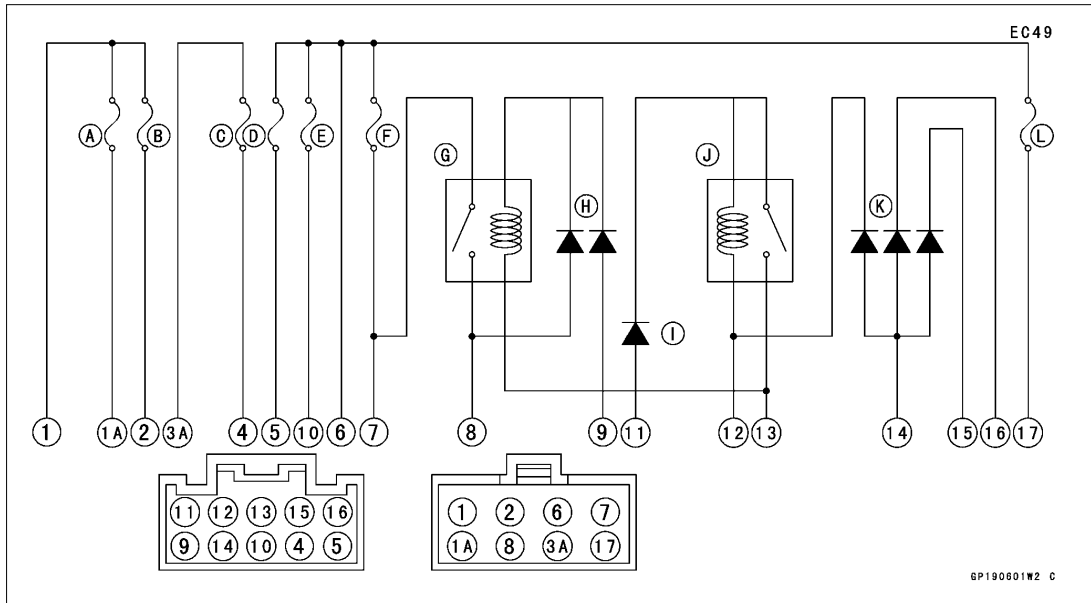 EC49
A B C D E F L
G J
H K
I
1 1A 2 3A 4 5 10 6 7 8 9 11 12 13 14 15 16 17
11 12 13 15 16 1 2 6 7
9 14 10 4 5 1A 8 3A 17
GP190601W2 C